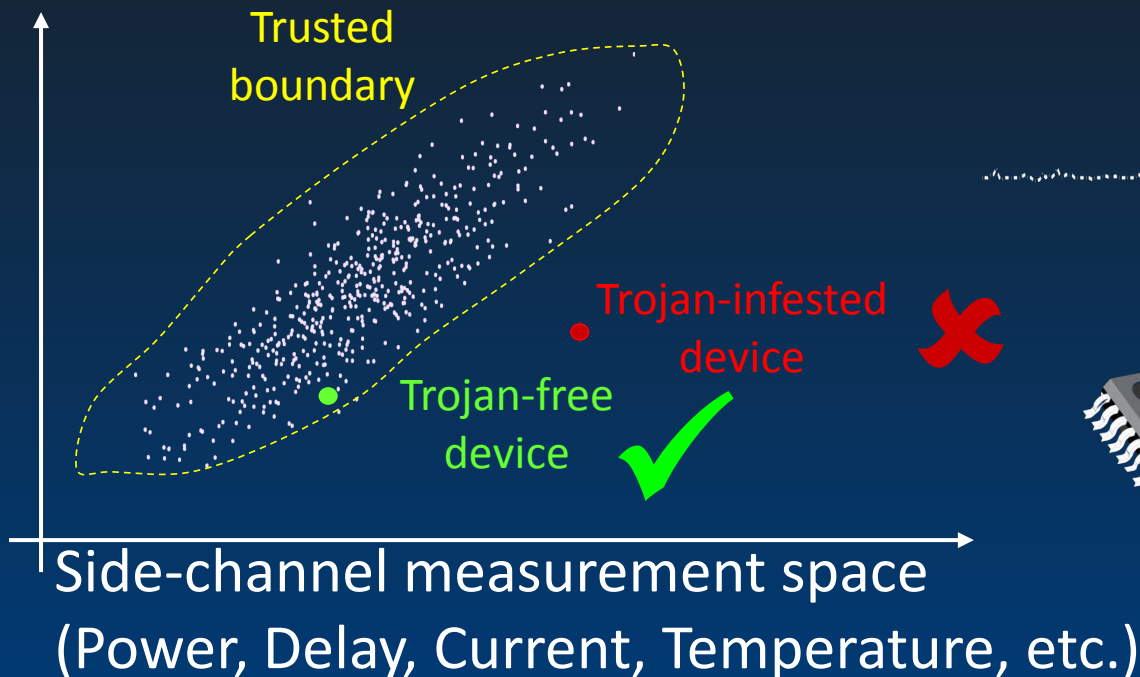 Trusted
boundary
Trojan-infested
device
Trojan-free
device
Side-channel measurement space
(Power, Delay, Current, Temperature, etc.)